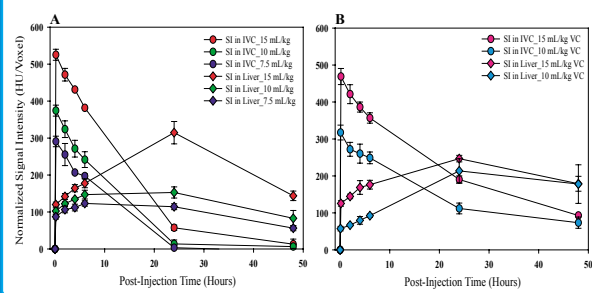 A
SI in IVC_15 mL/kg
SI in IVC_10 mL/kg
SI in IVC_7.5 mL/kg
SI in Liver_15 mL/kg
SI in Liver_10 mL/kg
SI in Liver_7.5 mL/kg
Normalized Signal Intensity (HU/Voxel)
600
500
400
300
200
100
0
0
10
20
30
40
50
Post-Injection Time (Hours)
B
SI in IVC_15 mL/kg VC
SI in IVC_10 mL/kg VC
SI in Liver_15 mL/kg VC
SI in Liver_10 mL/kg VC
600
500
400
300
200
100
0
0
10
20
30
40
50
Post-Injection Time (Hours)